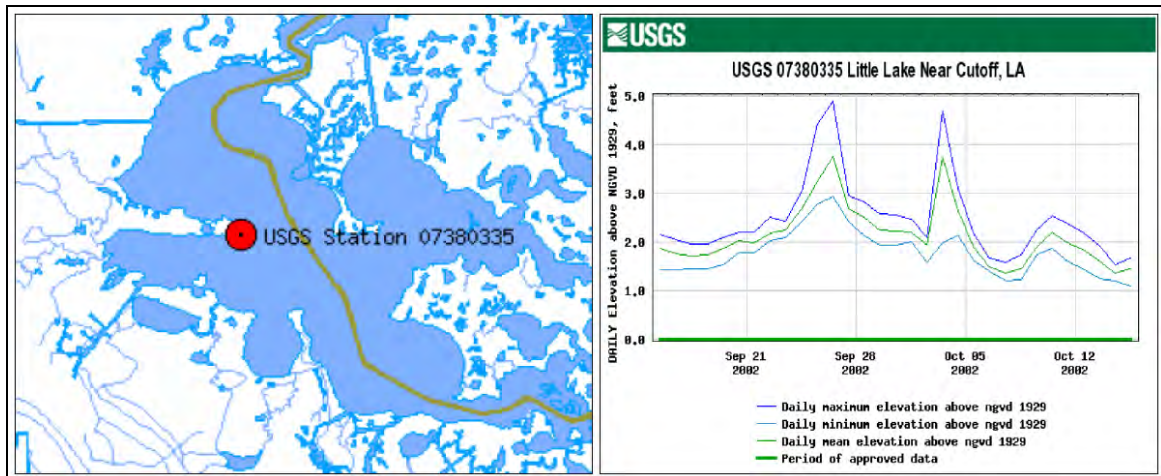 USGS Station 07380335
USGS
USGS 07380335 Little Lake Near Cutoff, LA
DAILY Elevation above NGVD 1929, feet
5.0
4.0
3.0
2.0
1.0
0.0
Sep 21 Sep 28 Oct 05 Oct 12
2002 2002 2002 2002
Daily maximum elevation above ngvd 1929
Daily minimum elevation above ngvd 1929
Daily mean elevation above ngvd 1929
Period of approved data